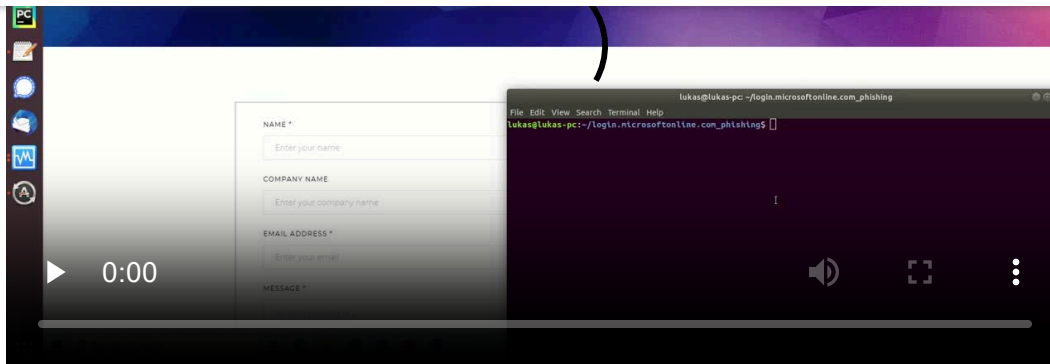 PC
lukas@lukas-pc: ~/login.microsoftonline.com_phishing
File Edit View Search Terminal Help
lukas@lukas-pc:~/login.microsoftonline.com_phishing$
NAME *
Enter your name
COMPANY NAME
Enter your company name
EMAIL ADDRESS *
Enter your email
MESSAGE *
0:00